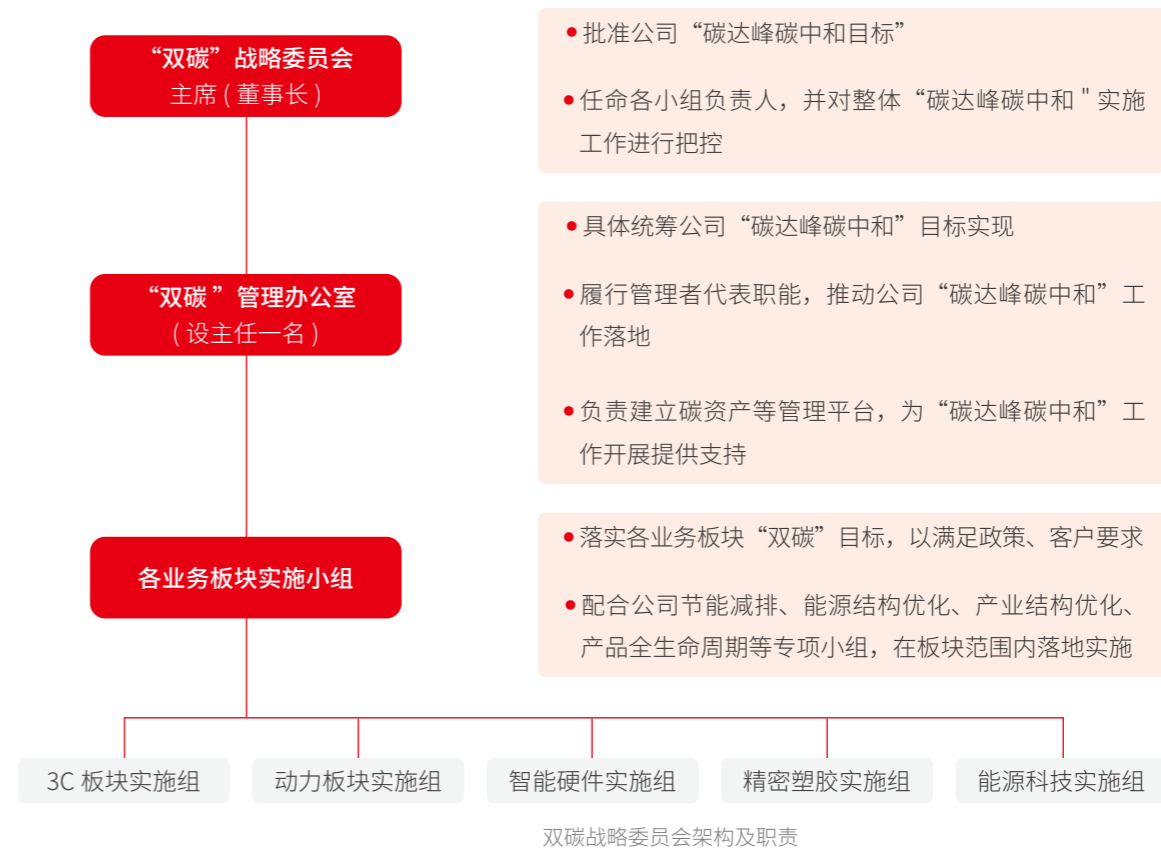 “双碳”战略委员会
主席 ( 董事长 )
●批准公司“碳达峰碳中和目标”
●任命各小组负责人，并对整体“碳达峰碳中和 " 实施
工作进行把控
“双碳 ”管理办公室
( 设主任一名 )
●具体统筹公司“碳达峰碳中和”目标实现
●履行管理者代表职能，推动公司“碳达峰碳中和”工
作落地
●负责建立碳资产等管理平台，为“碳达峰碳中和”工
作开展提供支持
各业务板块实施小组
●落实各业务板块“双碳”目标，以满足政策、客户要求
●配合公司节能减排、能源结构优化、产业结构优化、
产品全生命周期等专项小组，在板块范围内落地实施
3C 板块实施组
动力板块实施组
智能硬件实施组
精密塑胶实施组
能源科技实施组
双碳战略委员会架构及职责